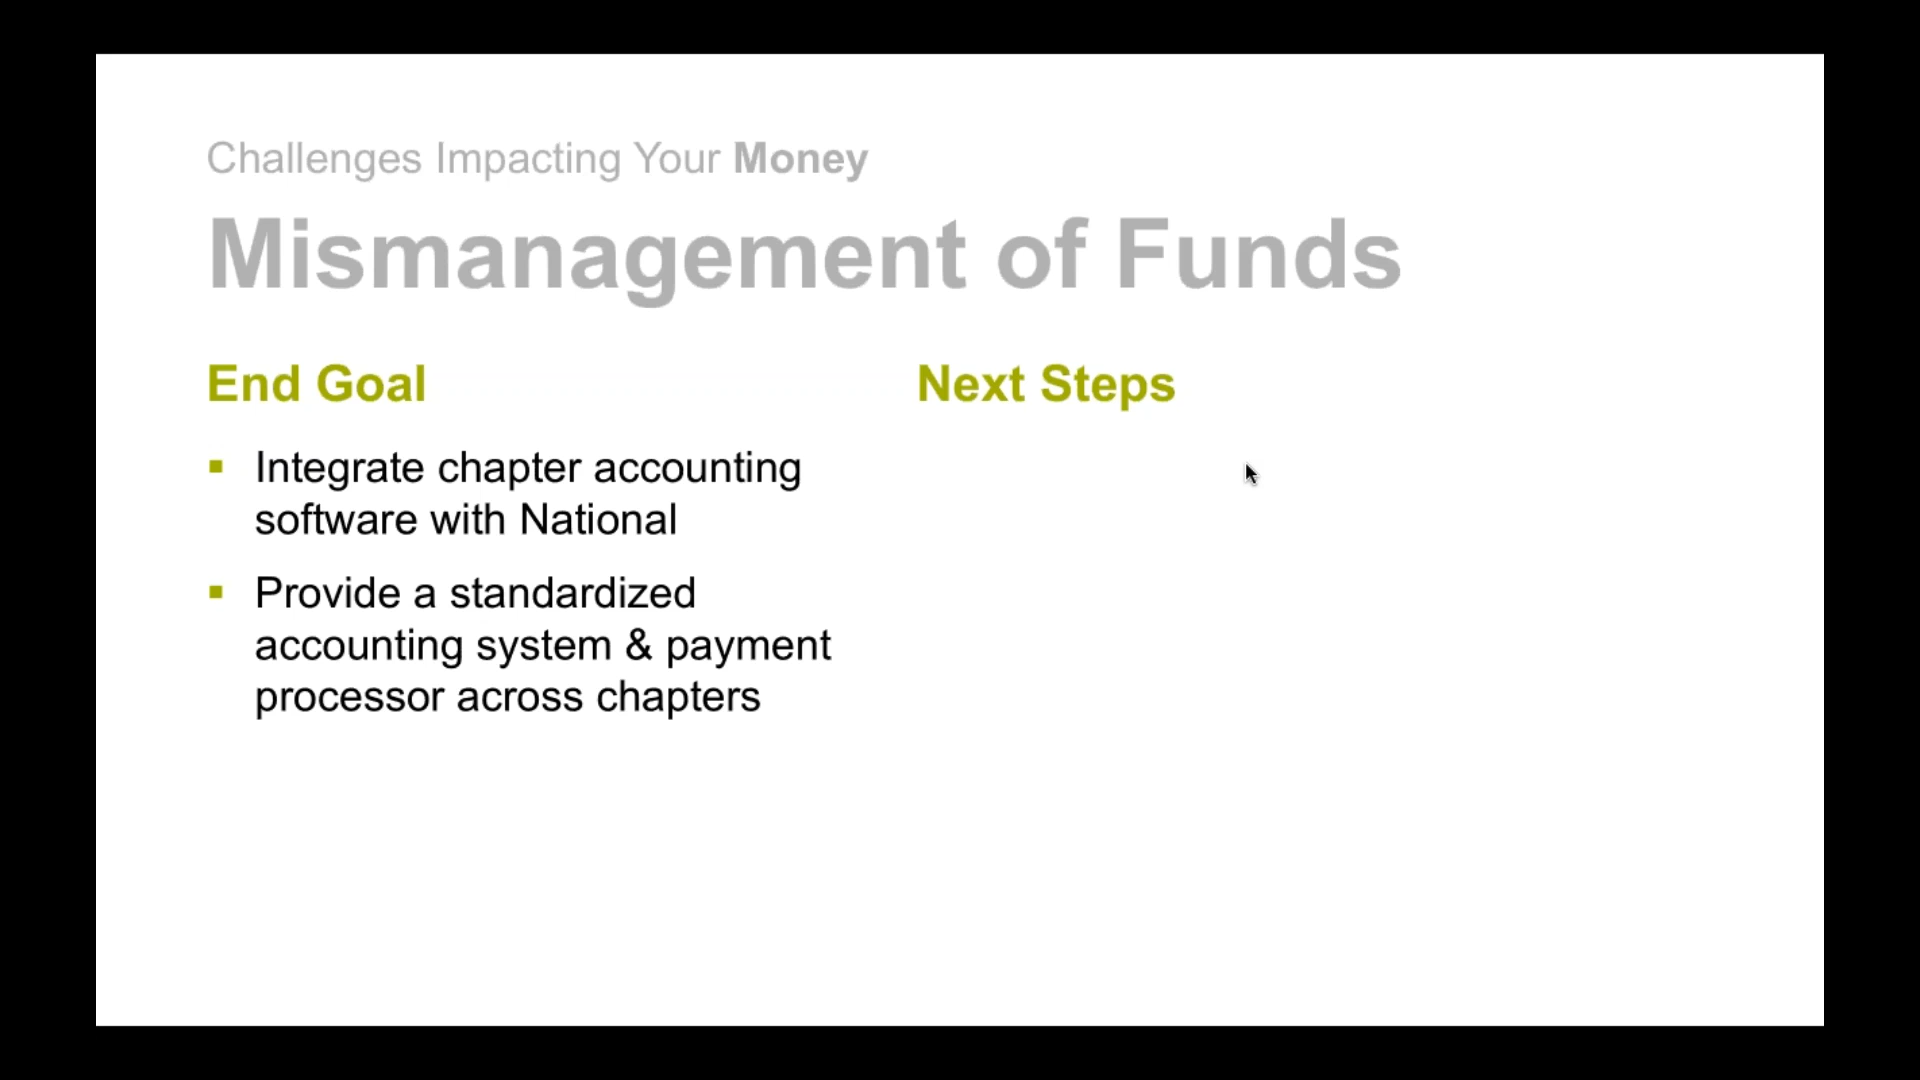 Challenges Impacting Your Money
Mismanagement of Funds
End Goal
Integrate chapter accounting
software with National
Provide a standardized
accounting system & payment
processor across chapters
Next Steps